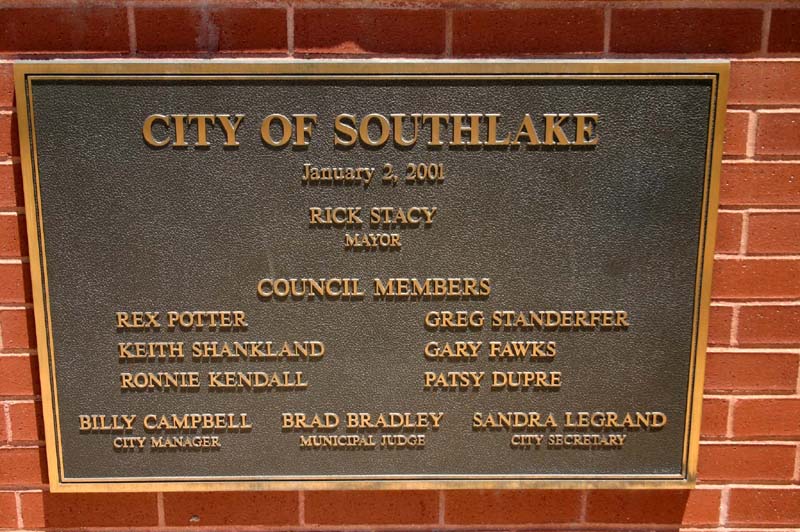 CITY OF SOUTHLAKE
January 2, 2001
RICK STACY
MAYOR
COUNCIL MEMBERS
REX POTTER GREG STANDERFER
KEITH SHANKLAND GARY FAWKS
RONNIE KENDALL PATSY DUPRE
BILLY CAMPBELL BRAD BRADLEY SANDRA LEGRAND
CITY MANAGER MUNICIPAL JUDGE CITY SECRETARY